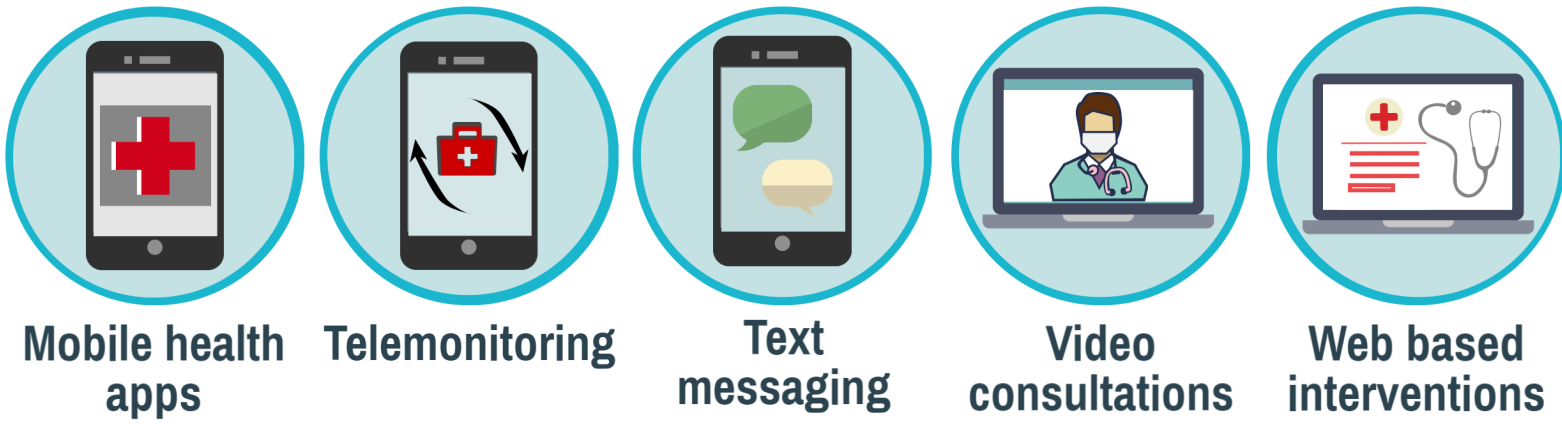 Mobile health
apps
Telemonitoring
Text
messaging
Video
consultations
Web based
interventions